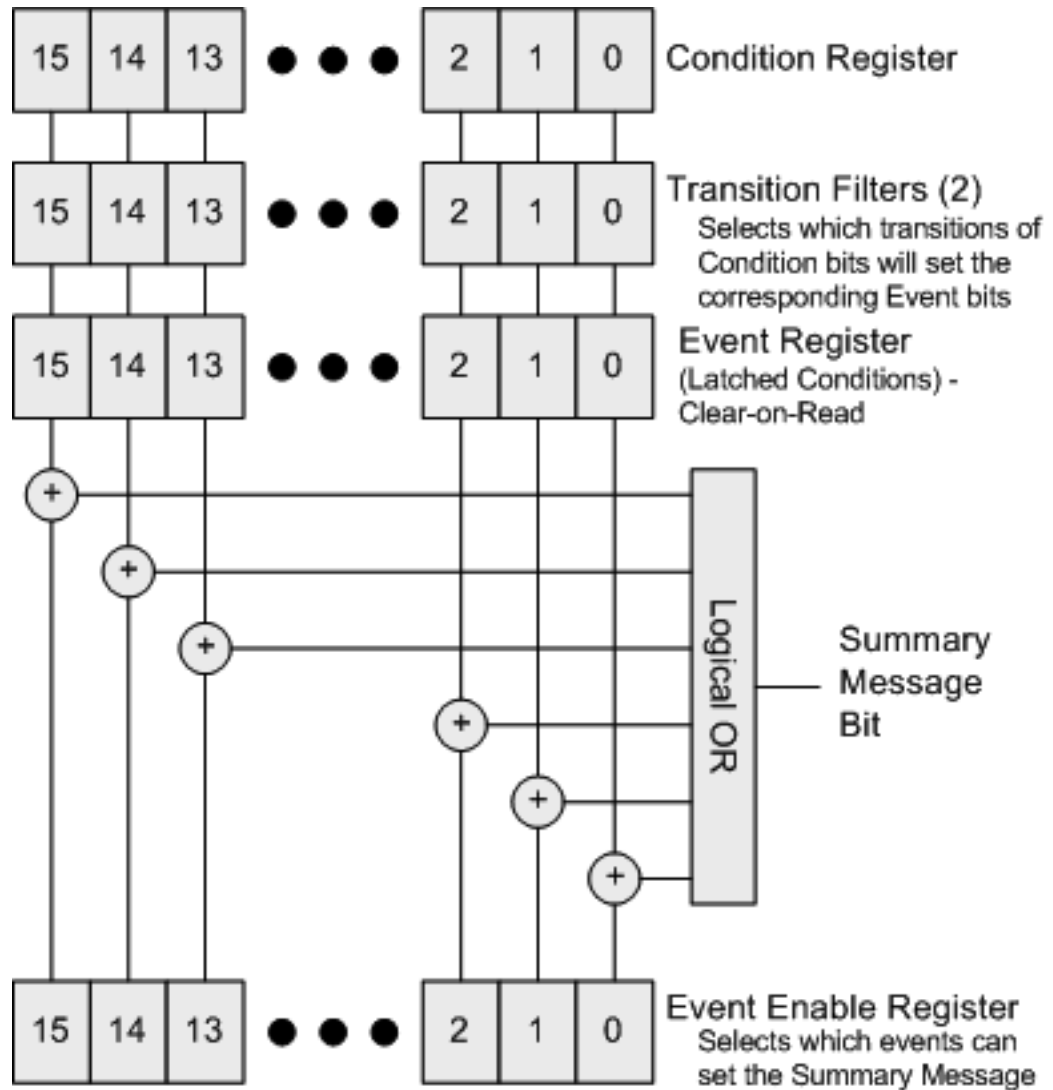 15 14 13 2 1 0 Condition Register
15 14 13 2 1 0 Transition Filters (2)
Selects which transitions of
Condition bits will set the
corresponding Event bits
15 14 13 2 1 0 Event Register
(Latched Conditions) -
Clear-on-Read
+
+
+
+
+
+
Logical OR
Summary
Message
Bit
15 14 13 2 1 0 Event Enable Register
Selects which events can
set the Summary Message